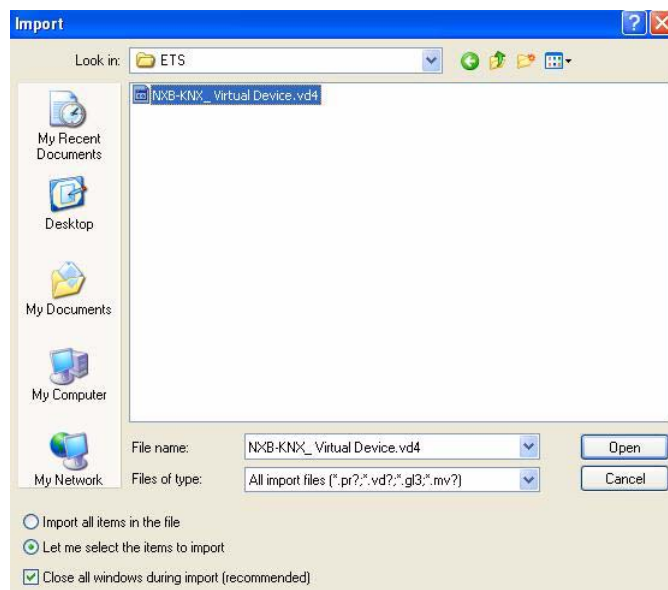 Import
Look in: ETS
NXB-KNX_ Virtual Device.vd4
My Recent
Documents
Desktop
My Documents
My Computer
My Network
File name: NXB-KNX_ Virtual Device.vd4 Open
Files of type: All import files (*.pr?;*.vd?;*.gl3;*.mv?) Cancel
Import all items in the file
Let me select the items to import
Close all windows during import (recommended)